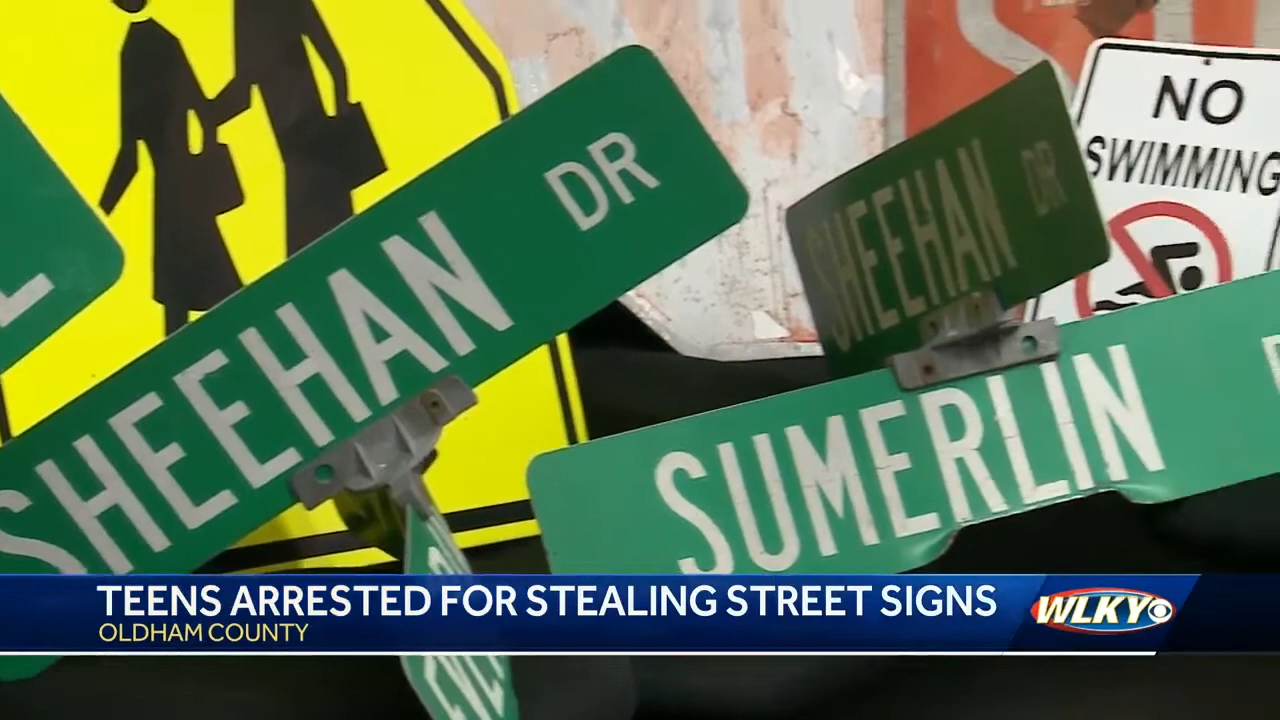 SHEEHAN DR
SHEEHAN DR
NO
SWIMMING
SUMERLIN
TEENS ARRESTED FOR STEALING STREET SIGNS
OLDHAM COUNTY
WLKY